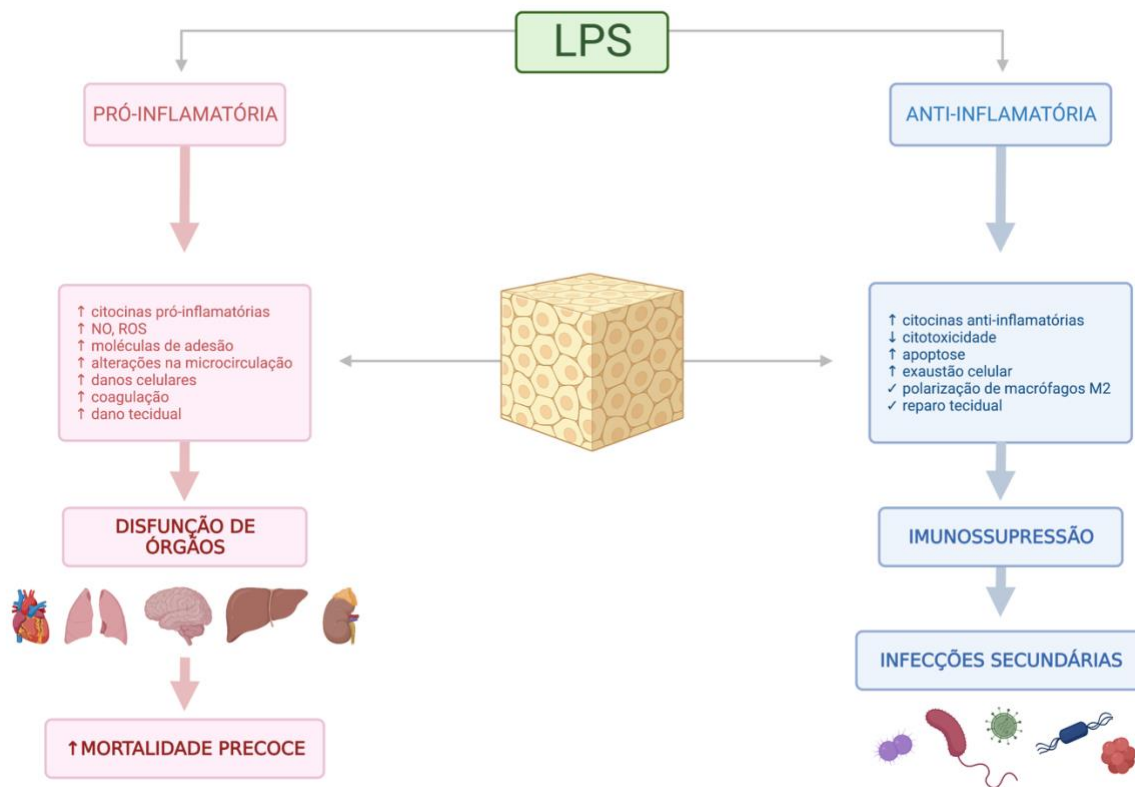 LPS
PRÓ-INFLAMATÓRIA
ANTI-INFLAMATÓRIA
↑ citocinas pró-inflamatórias
↑ NO, ROS
↑ moléculas de adesão
↑ alterações na microcirculação
↑ danos celulares
↑ coagulação
↑ dano tecidual
↑ citocinas anti-inflamatórias
↓ citotoxicidade
↑ apoptose
↑ exaustão celular
✓ polarização de macrófagos M2
✓ reparo tecidual
DISFUNÇÃO DE
ÓRGÃOS
IMUNOSSUPRESSÃO
INFECÇÕES SECUNDÁRIAS
↑MORTALIDADE PRECOCE